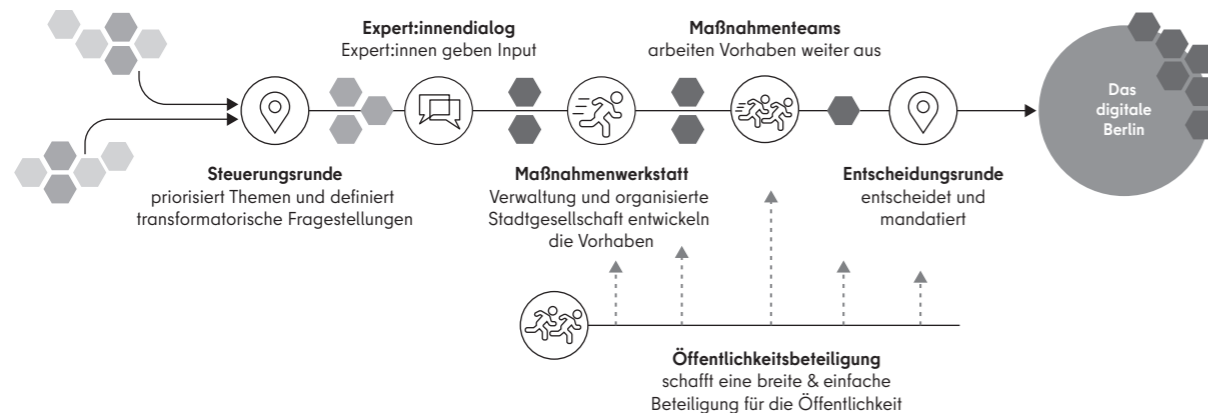 Expert:innendialog
Expert:innen geben Input
Maßnahmenteams
arbeiten Vorhaben weiter aus
Das
digitale
Berlin
Steuerungsrunde
priorisiert Themen und definiert
transformatorische Fragestellungen
Maßnahmenwerkstatt
Verwaltung und organisierte
Stadtgesellschaft entwickeln
die Vorhaben
Entscheidungsrunde
entscheidet und
mandatiert
Öffentlichkeitsbeteiligung
schafft eine breite & einfache
Beteiligung für die Öffentlichkeit